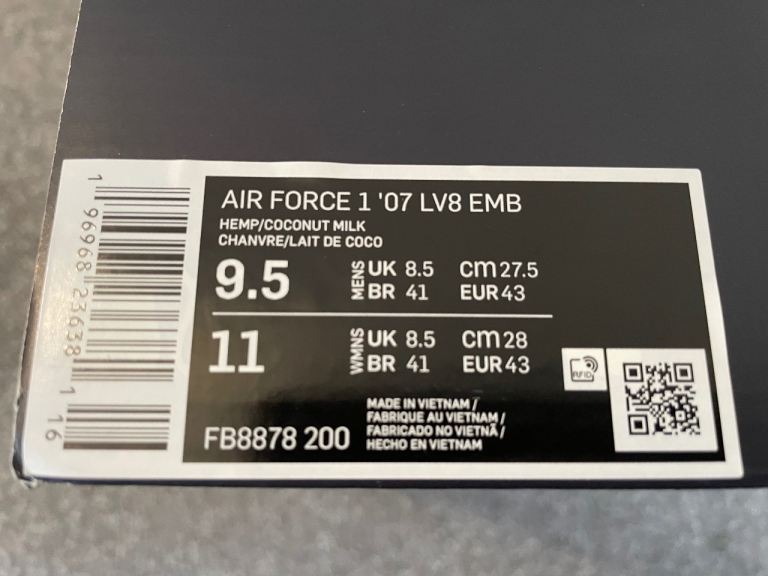 AIR FORCE 1 '07 LV8 EMB
HEMP/COCONUT MILK
CHANVRE/LAIT DE COCO
9.5 MENS UK 8.5 cm 27.5
BR 41 EUR 43
11 WMNS UK 8.5 cm 28
BR 41 EUR 43
RFID
FB8878 200
MADE IN VIETNAM /
FABRIQUE AU VIETNAM /
FABRICADO NO VIETNÃ /
HECHO EN VIETNAM
1 96968 23638 1 16